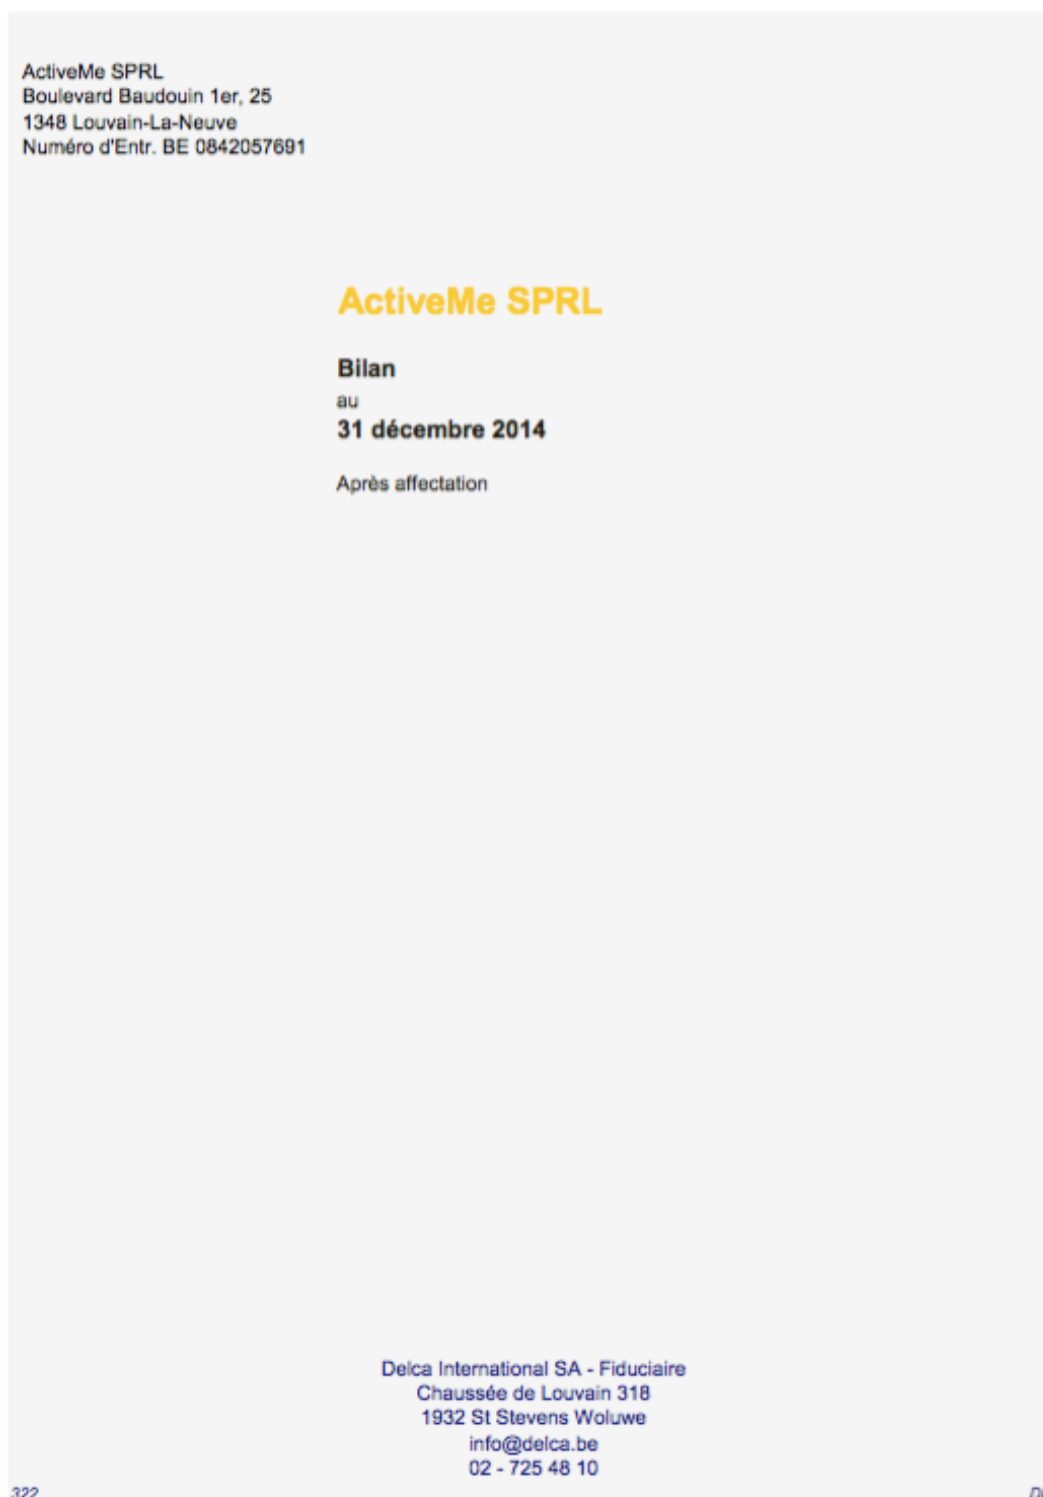 ActiveMe SPRL
Boulevard Baudouin 1er, 25
1348 Louvain-La-Neuve
Numéro d'Entr. BE 0842057691
ActiveMe SPRL
Bilan
au
31 décembre 2014
Après affectation
Delca International SA - Fiduciaire
Chaussée de Louvain 318
1932 St Stevens Woluwe
info@delca.be
02 - 725 48 10
322